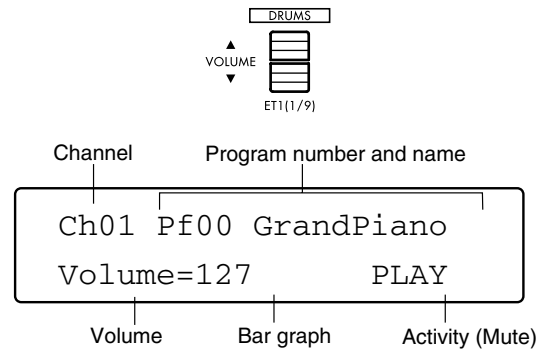 DRUMS
▲
VOLUME
▼
ET1(1/9)
Channel Program number and name
Ch01 Pf00 GrandPiano
Volume=127 PLAY
Volume Bar graph Activity (Mute)